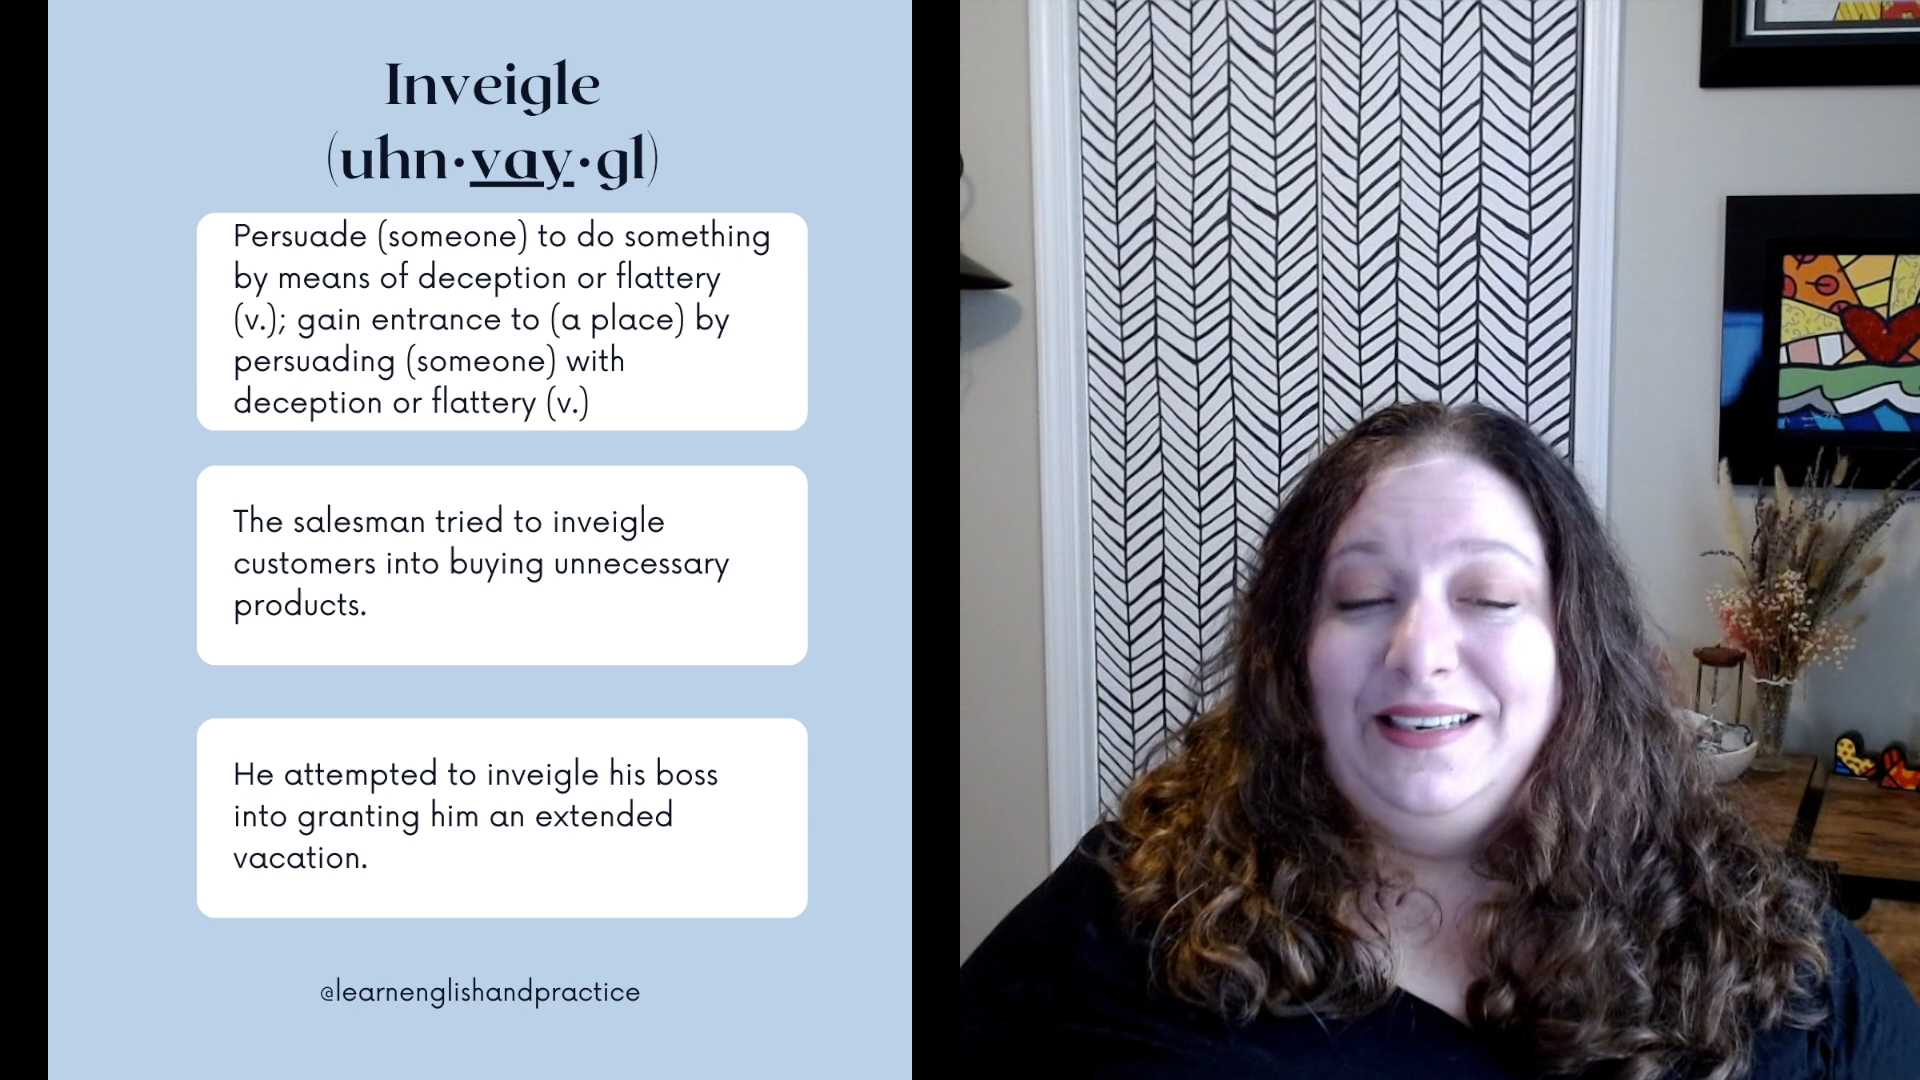 Inveigle
(uhn·vay·gl)
Persuade (someone) to do something
by means of deception or flattery
(v.); gain entrance to (a place) by
persuading (someone) with
deception or flattery (v.)
The salesman tried to inveigle
customers into buying unnecessary
products.
He attempted to inveigle his boss
into granting him an extended
vacation.
@learnenglishandpractice